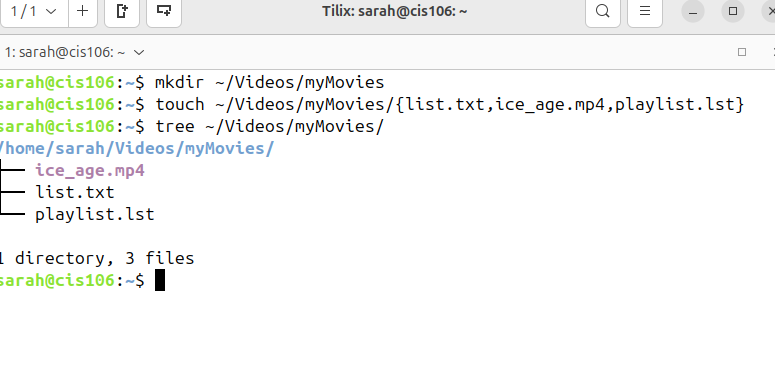 1 / 1
Tilix: sarah@cis106: ~
1: sarah@cis106: ~
sarah@cis106:~$ mkdir ~/Videos/myMovies
sarah@cis106:~$ touch ~/Videos/myMovies/{list.txt,ice_age.mp4,playlist.lst}
sarah@cis106:~$ tree ~/Videos/myMovies/
/home/sarah/Videos/myMovies/
├── ice_age.mp4
├── list.txt
└── playlist.lst
1 directory, 3 files
sarah@cis106:~$